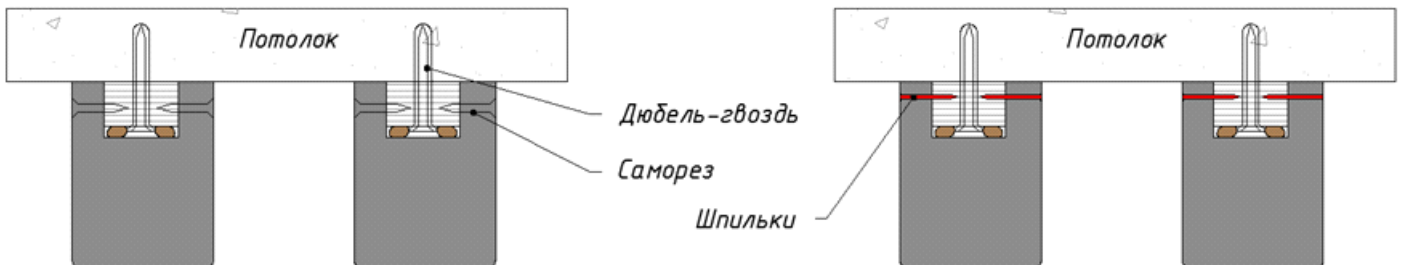 Потолок
Потолок
Дюбель-гвоздь
Саморез
Шпильки